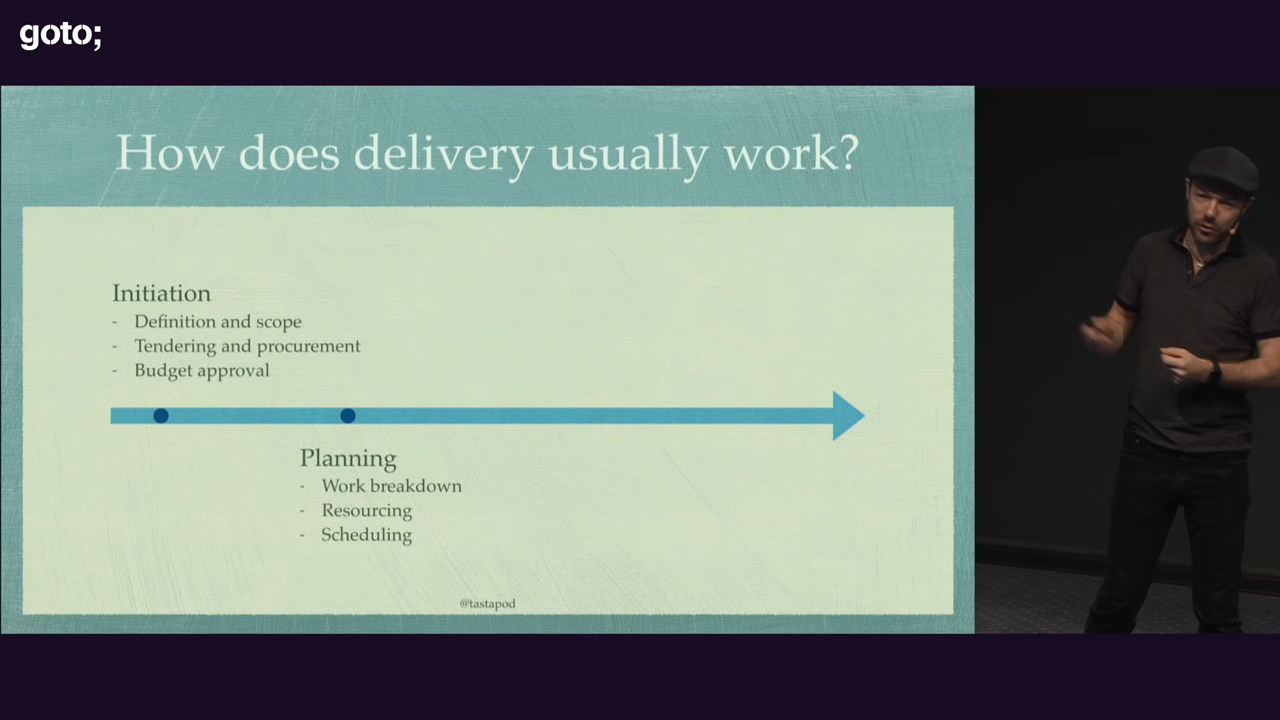 goto;
How does delivery usually work?
Initiation
- Definition and scope
- Tendering and procurement
- Budget approval
Planning
- Work breakdown
- Resourcing
- Scheduling
@tastapod